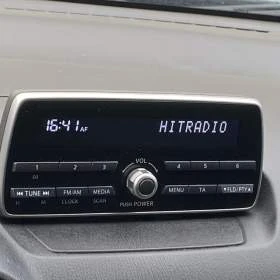 16:41 AF HITRADIO
VOL
1 2 3 4 5 6
TUNE FM/AM MEDIA MENU TA FLD/PTY
H M CLOCK SCAN PUSH POWER